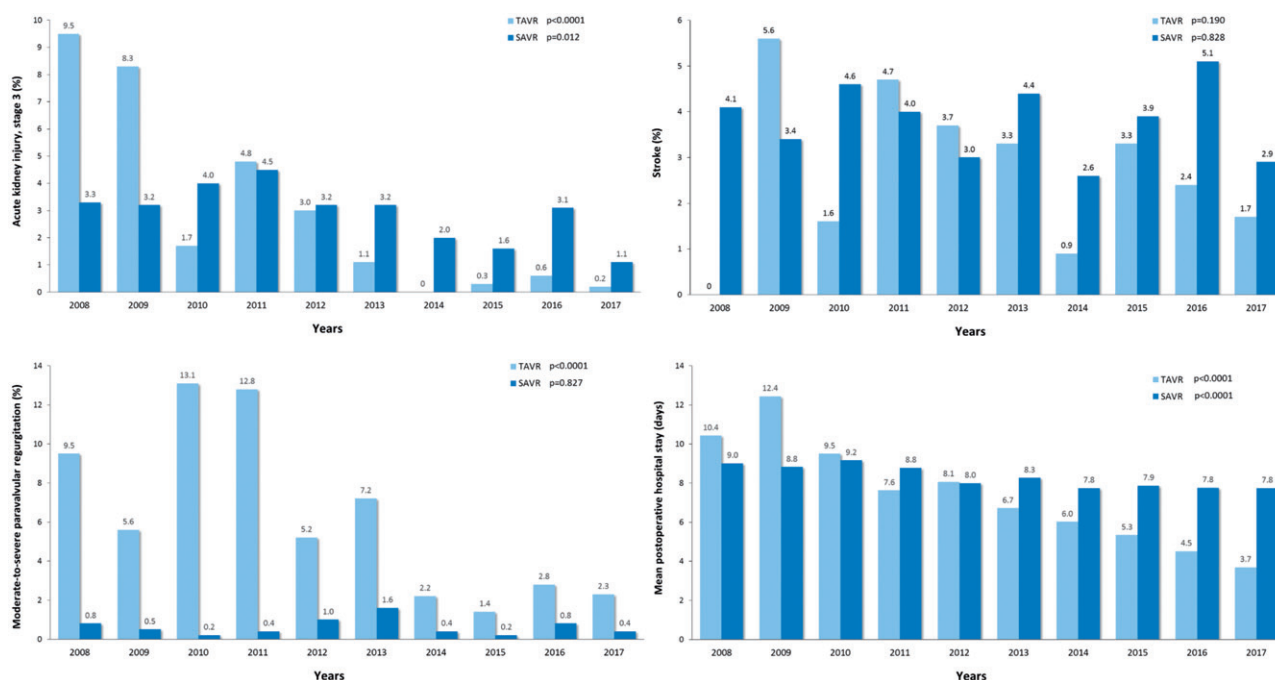 Acute kidney injury, stage 3 (%)
TAVR p<0.0001
SAVR p=0.012
10
9
8
7
6
5
4
3
2
1
0
9.5 3.3 8.3 3.2 1.7 4.0 4.8 4.5 3.0 3.2 1.1 3.2 0 2.0 0.3 1.6 0.6 3.1 0.2 1.1
2008 2009 2010 2011 2012 2013 2014 2015 2016 2017
Years
Stroke (%)
TAVR p=0.190
SAVR p=0.828
6
5
4
3
2
1
0
0 4.1 5.6 3.4 1.6 4.6 4.7 4.0 3.7 3.0 3.3 4.4 0.9 2.6 3.3 3.9 2.4 5.1 1.7 2.9
2008 2009 2010 2011 2012 2013 2014 2015 2016 2017
Years
Moderate-to-severe paravalvular regurgitation (%)
TAVR p<0.0001
SAVR p=0.827
14
12
10
8
6
4
2
0
9.5 0.8 5.6 0.5 13.1 0.2 12.8 0.4 5.2 1.0 7.2 1.6 2.2 0.4 1.4 0.2 2.8 0.8 2.3 0.4
2008 2009 2010 2011 2012 2013 2014 2015 2016 2017
Years
Mean postoperative hospital stay (days)
TAVR p<0.0001
SAVR p<0.0001
14
12
10
8
6
4
2
0
10.4 9.0 12.4 8.8 9.5 9.2 7.6 8.8 8.1 8.0 6.7 8.3 6.0 7.8 5.3 7.9 4.5 7.8 3.7 7.8
2008 2009 2010 2011 2012 2013 2014 2015 2016 2017
Years